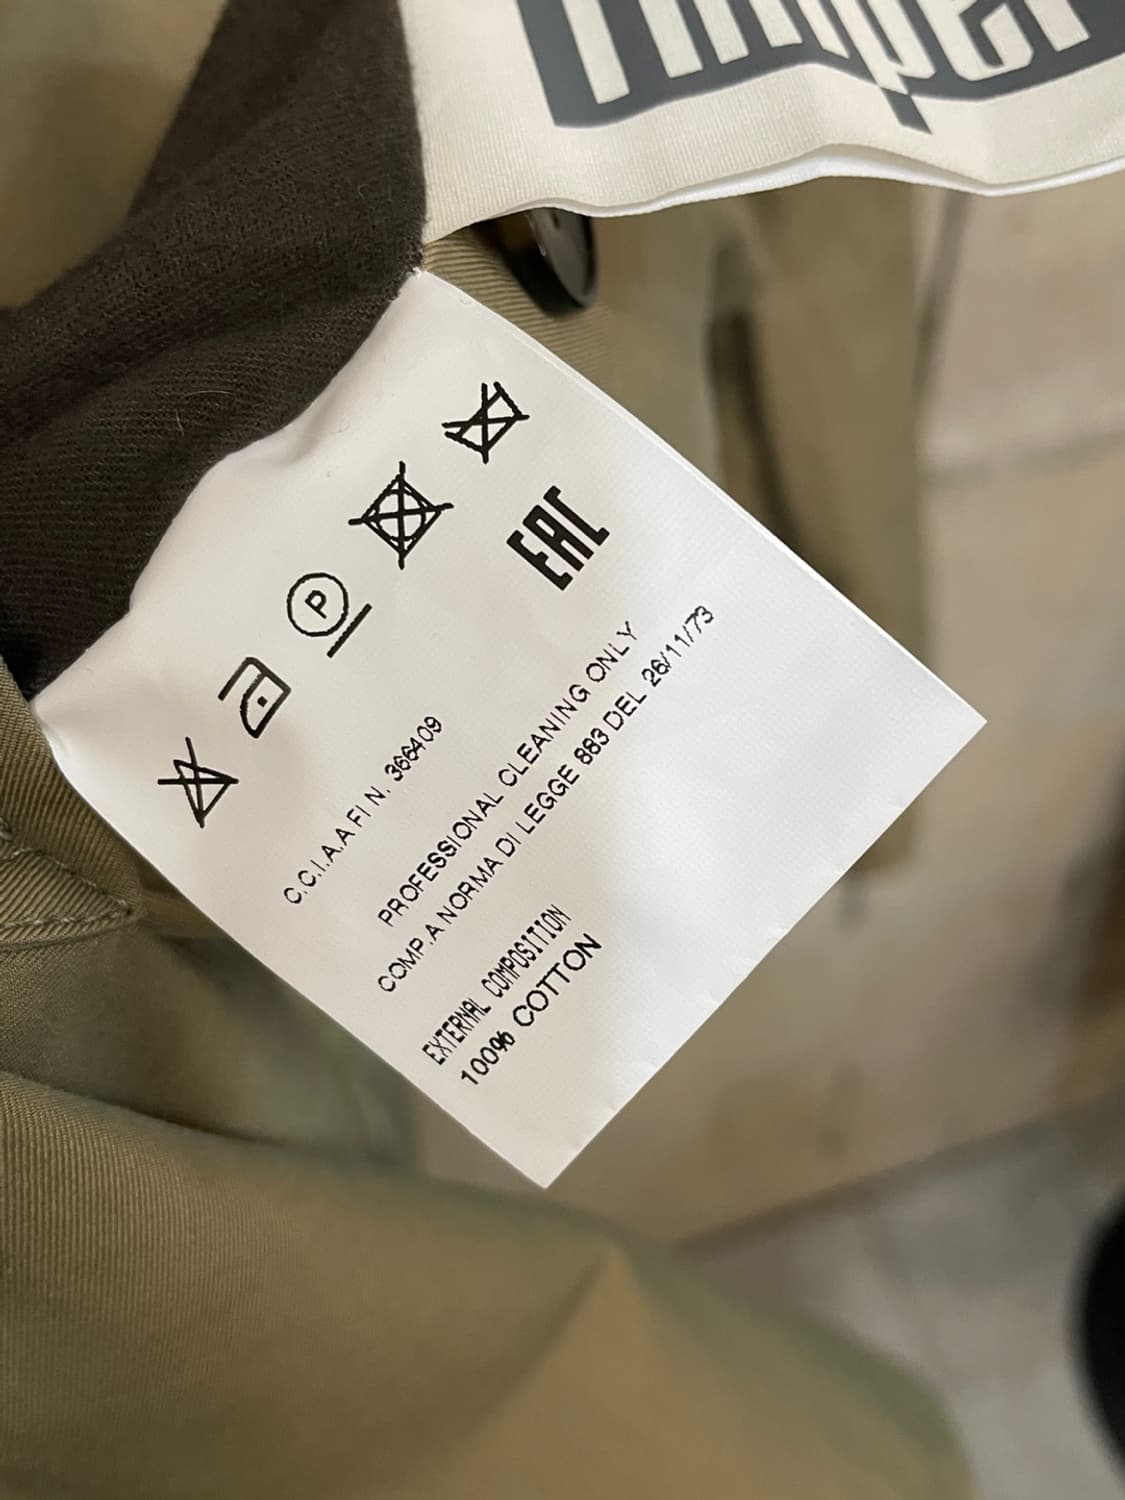 P
EAC
C.C.I.A.A FI N. 366409
PROFESSIONAL CLEANING ONLY
COMP.A NORMA DI LEGGE 883 DEL 26/11/73
EXTERNAL COMPOSITION
100% COTTON